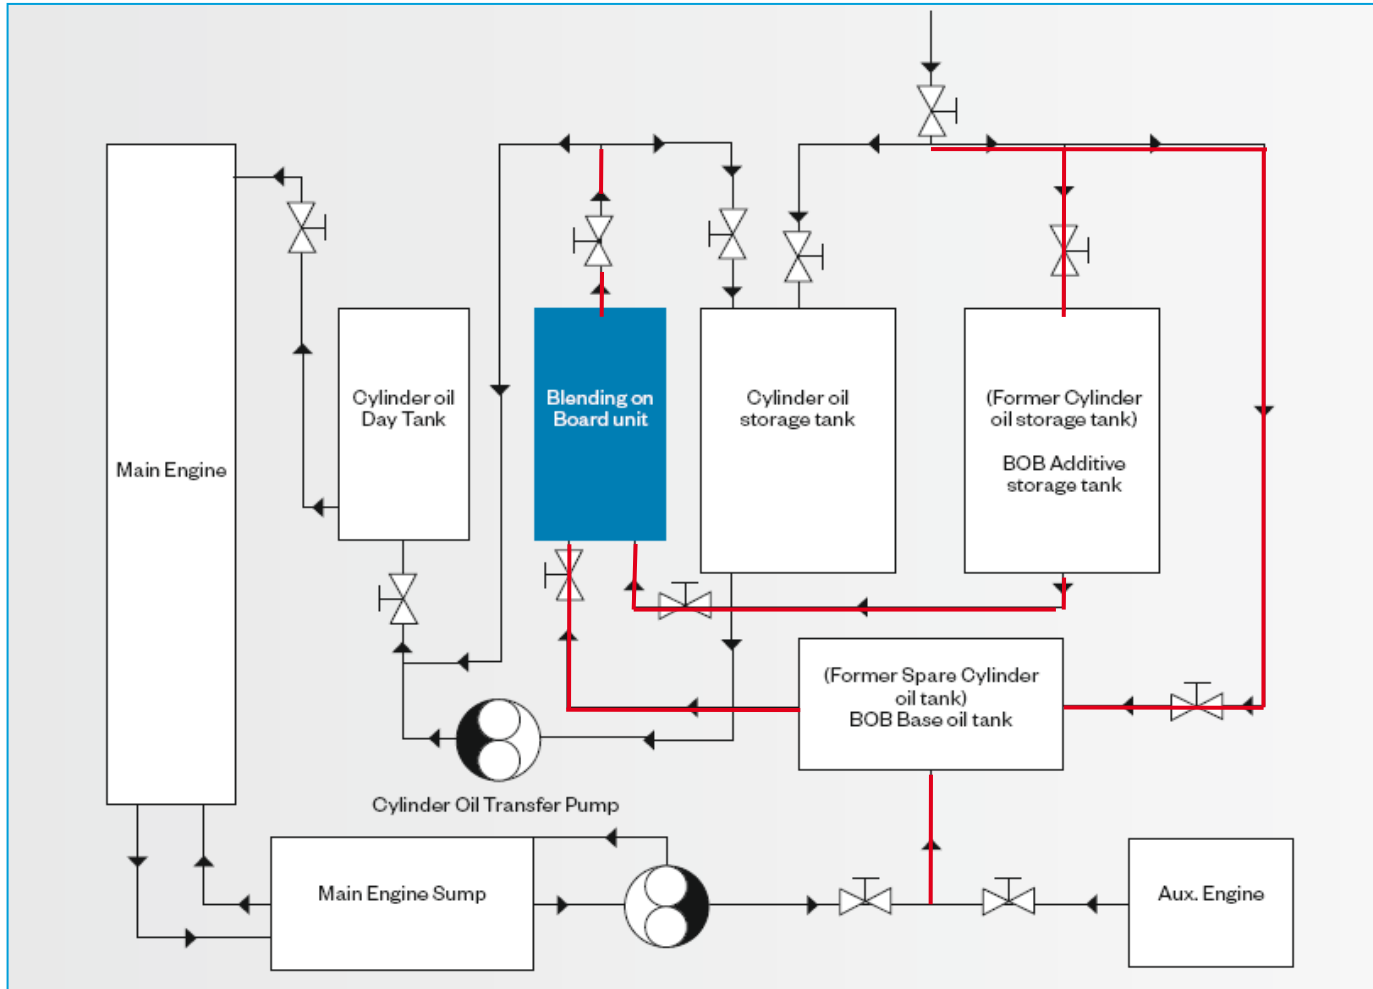 Main Engine
Cylinder oil
Day Tank
Blending on
Board unit
Cylinder oil
storage tank
(Former Cylinder
oil storage tank)
BOB Additive
storage tank
(Former Spare Cylinder
oil tank)
BOB Base oil tank
Cylinder Oil Transfer Pump
Main Engine Sump
Aux. Engine